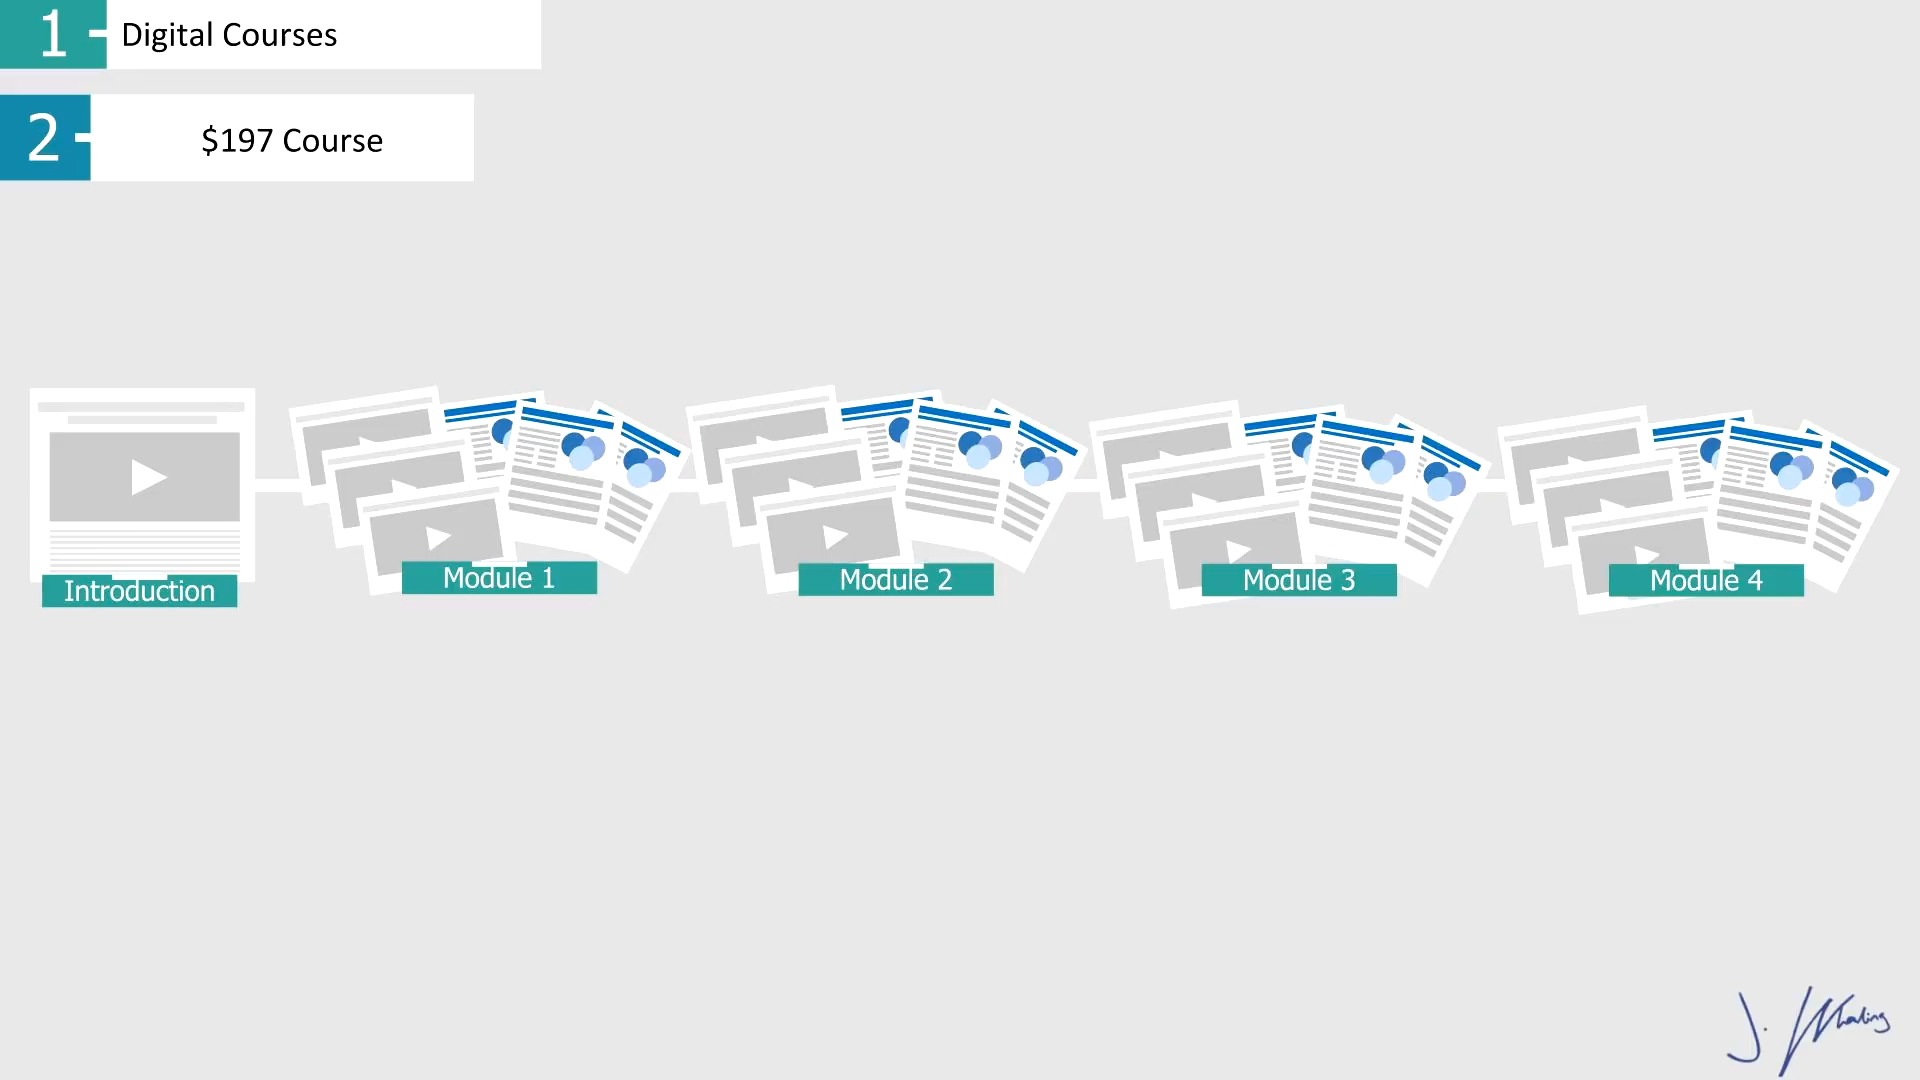 1 Digital Courses
2 $197 Course
Introduction
Module 1
Module 2
Module 3
Module 4